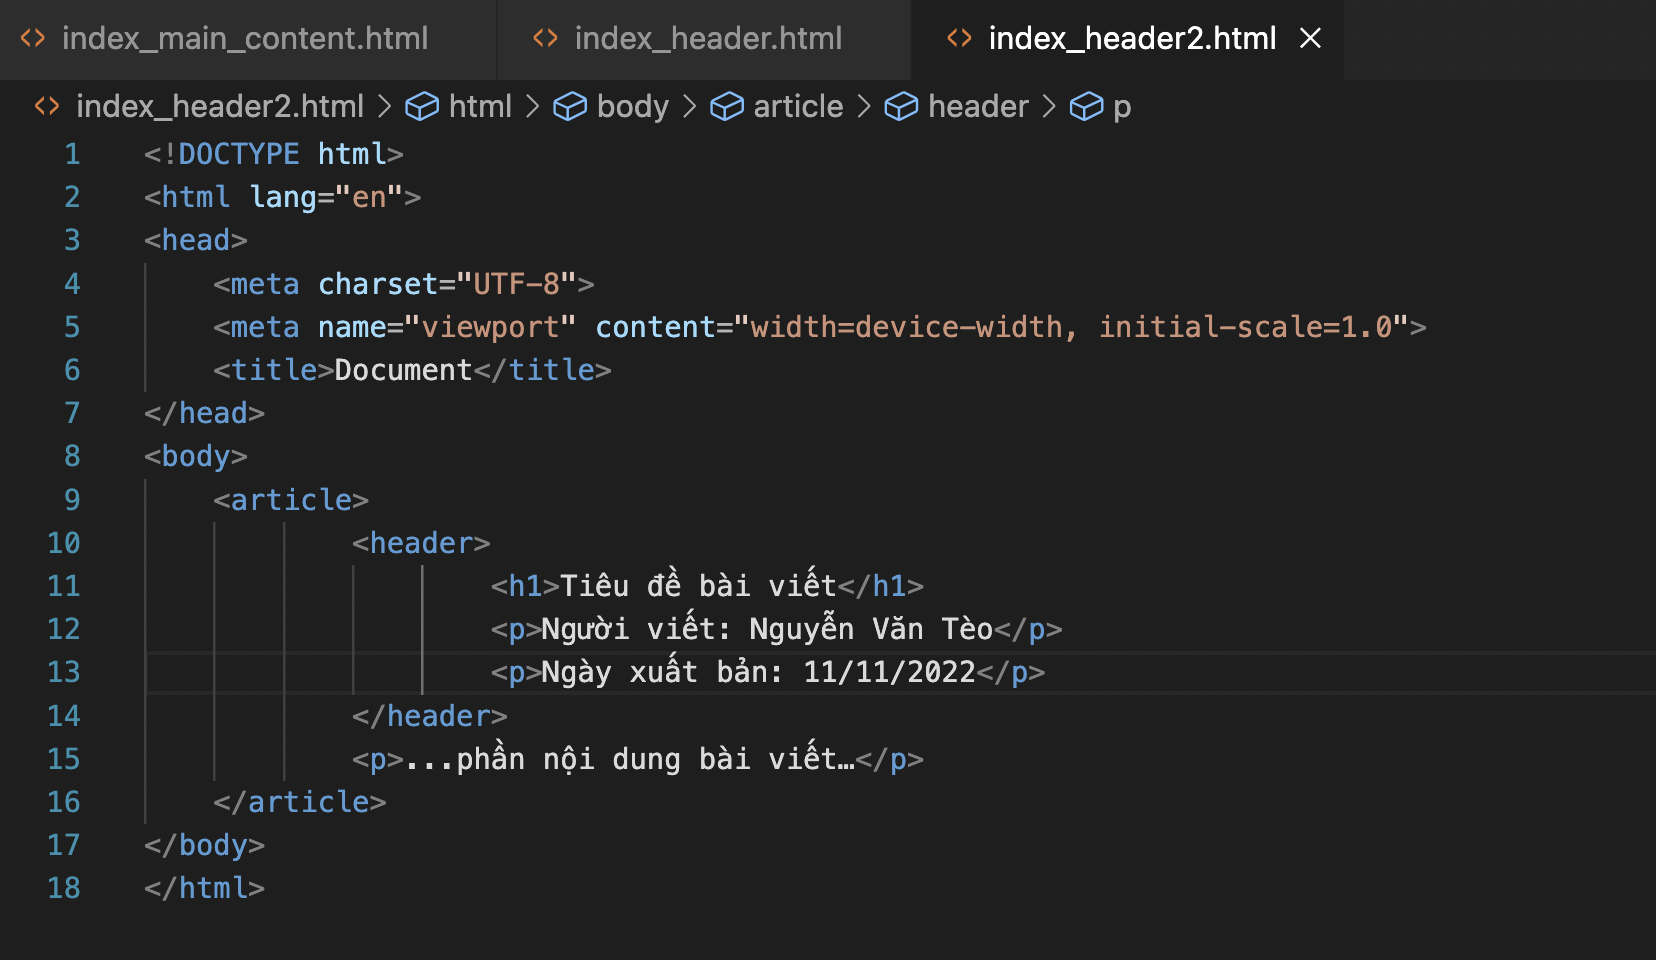 index_main_content.html index_header.html index_header2.html
index_header2.html > html > body > article > header > p
1 <!DOCTYPE html>
2 <html lang="en">
3 <head>
4     <meta charset="UTF-8">
5     <meta name="viewport" content="width=device-width, initial-scale=1.0">
6     <title>Document</title>
7 </head>
8 <body>
9     <article>
10             <header>
11                     <h1>Tiêu đề bài viết</h1>
12                     <p>Người viết: Nguyễn Văn Tèo</p>
13                     <p>Ngày xuất bản: 11/11/2022</p>
14             </header>
15             <p>...phần nội dung bài viết…</p>
16     </article>
17 </body>
18 </html>